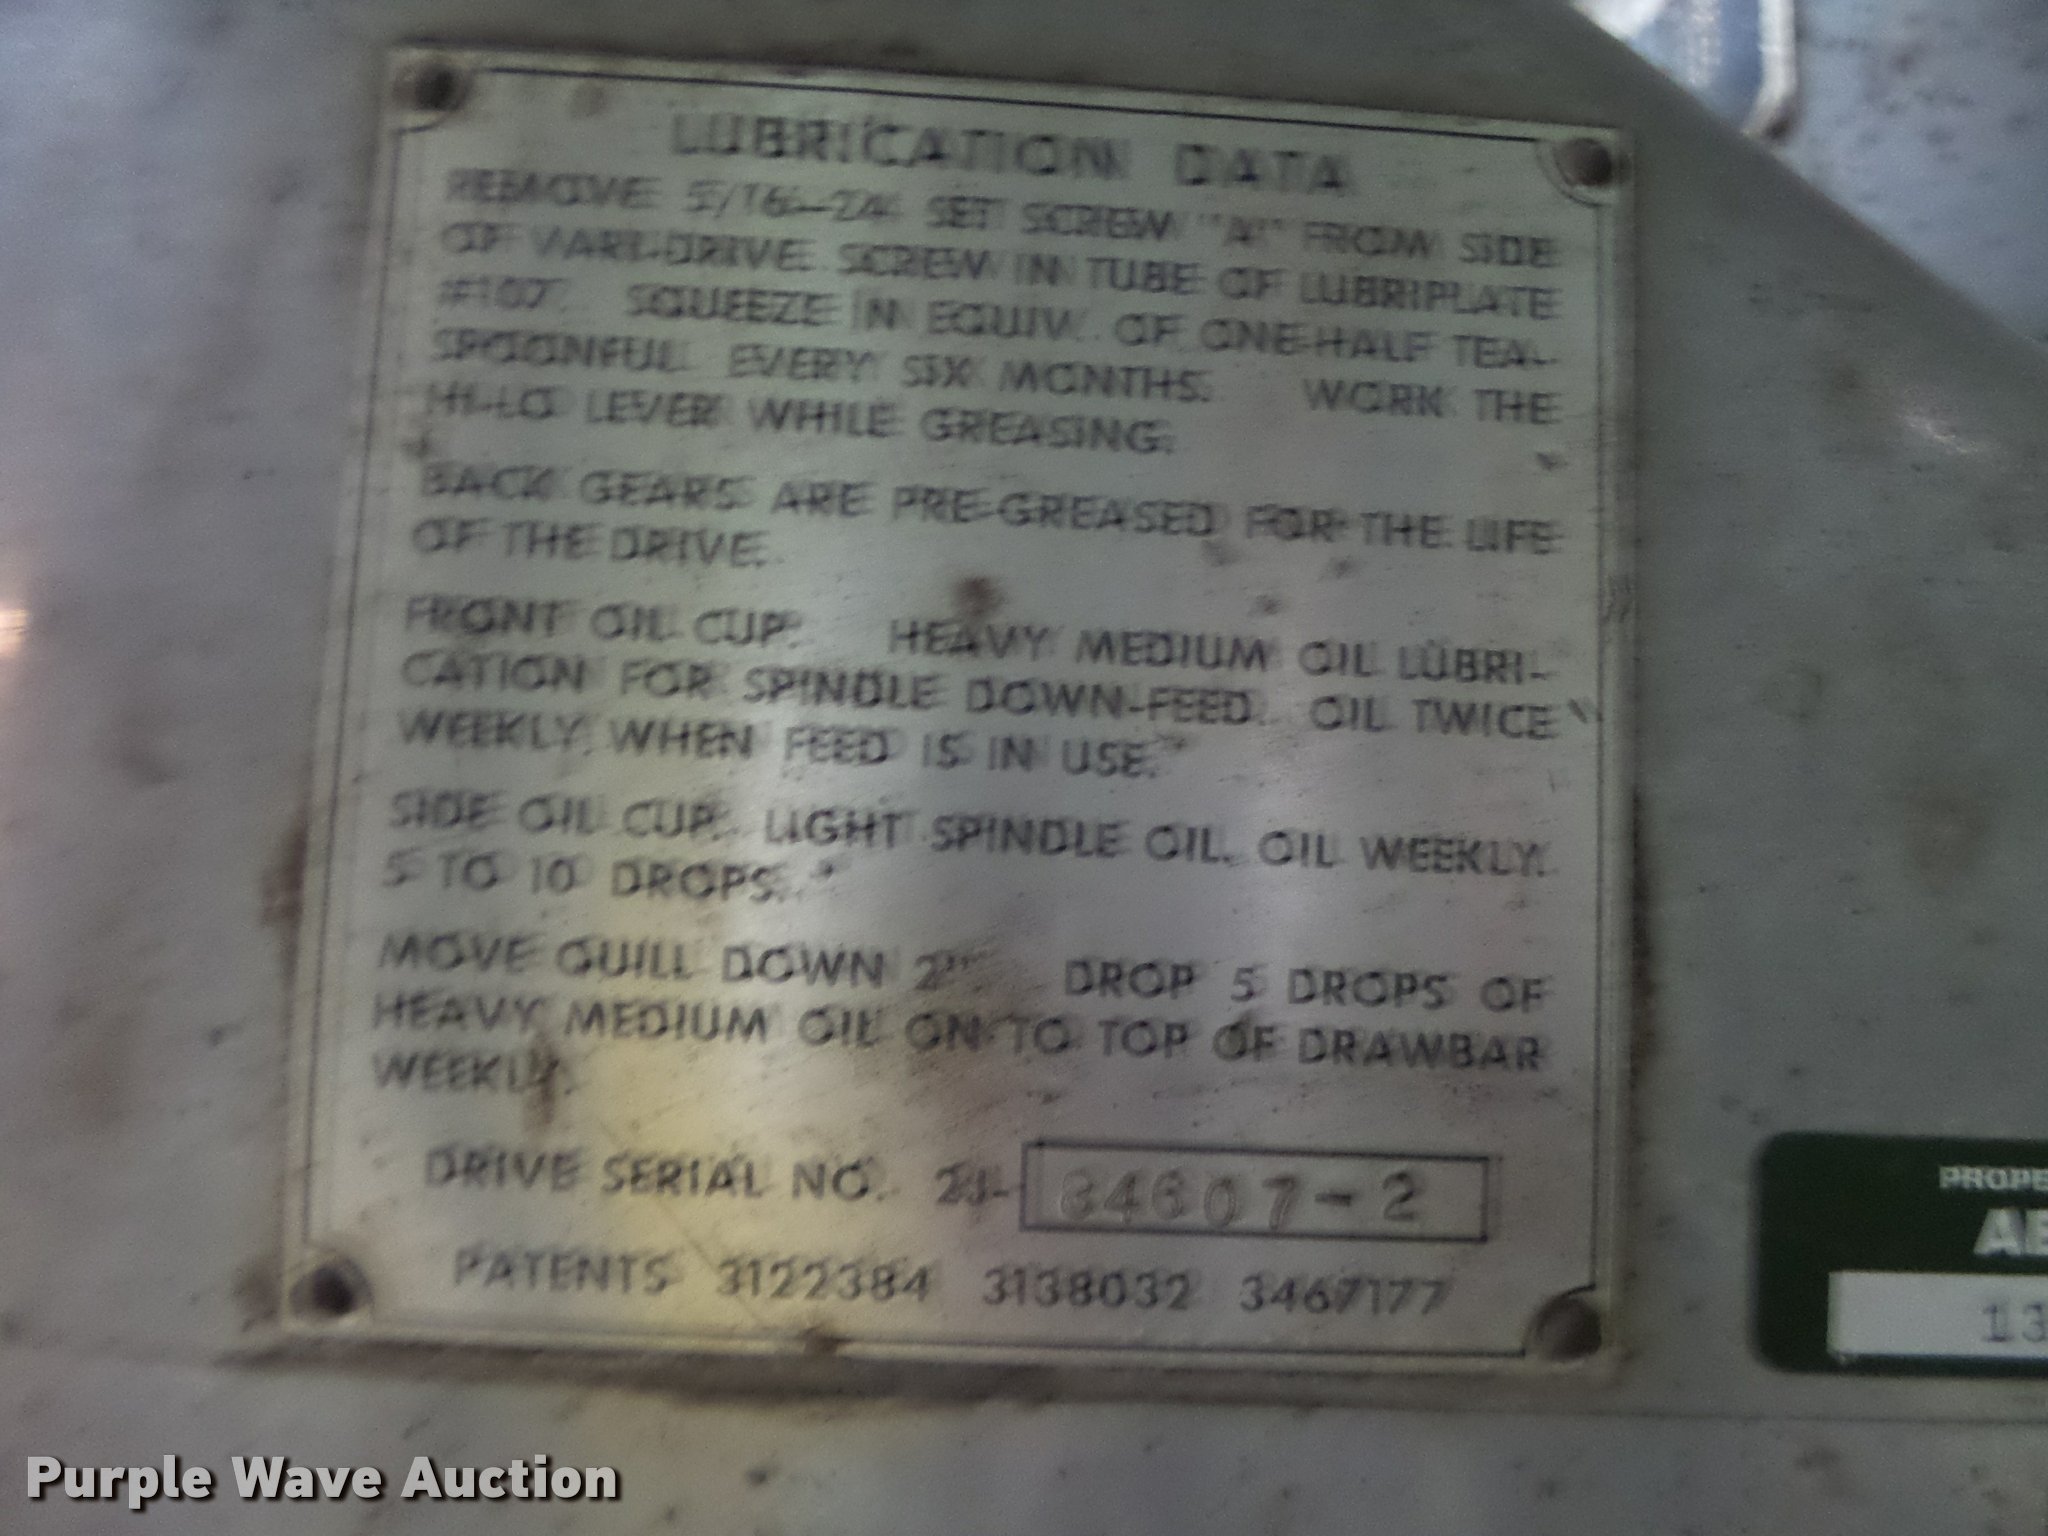 LUBRICATION DATA
REMOVE 5/16-24 SET SCREW "A" FROM SIDE
OF VARI-DRIVE SCREW IN TUBE OF LUBRIPLATE
#107. SQUEEZE IN EQUIV. OF ONE-HALF TEA-
SPOONFUL EVERY SIX MONTHS. WORK THE
HI-LO LEVER WHILE GREASING.
BACK GEARS ARE PRE-GREASED FOR THE LIFE
OF THE DRIVE.
FRONT OIL CUP. HEAVY MEDIUM OIL LUBRI-
CATION FOR SPINDLE DOWN-FEED. OIL TWICE
WEEKLY, WHEN FEED IS IN USE.
SIDE OIL CUP. LIGHT SPINDLE OIL. OIL WEEKLY.
5 TO 10 DROPS.
MOVE QUILL DOWN 2" DROP 5 DROPS OF
HEAVY MEDIUM OIL ON TO TOP OF DRAWBAR
WEEKLY.
DRIVE SERIAL NO. 2J-
PATENTS 3122384 3138032 3467177
PROPE
AE
13
Purple Wave Auction